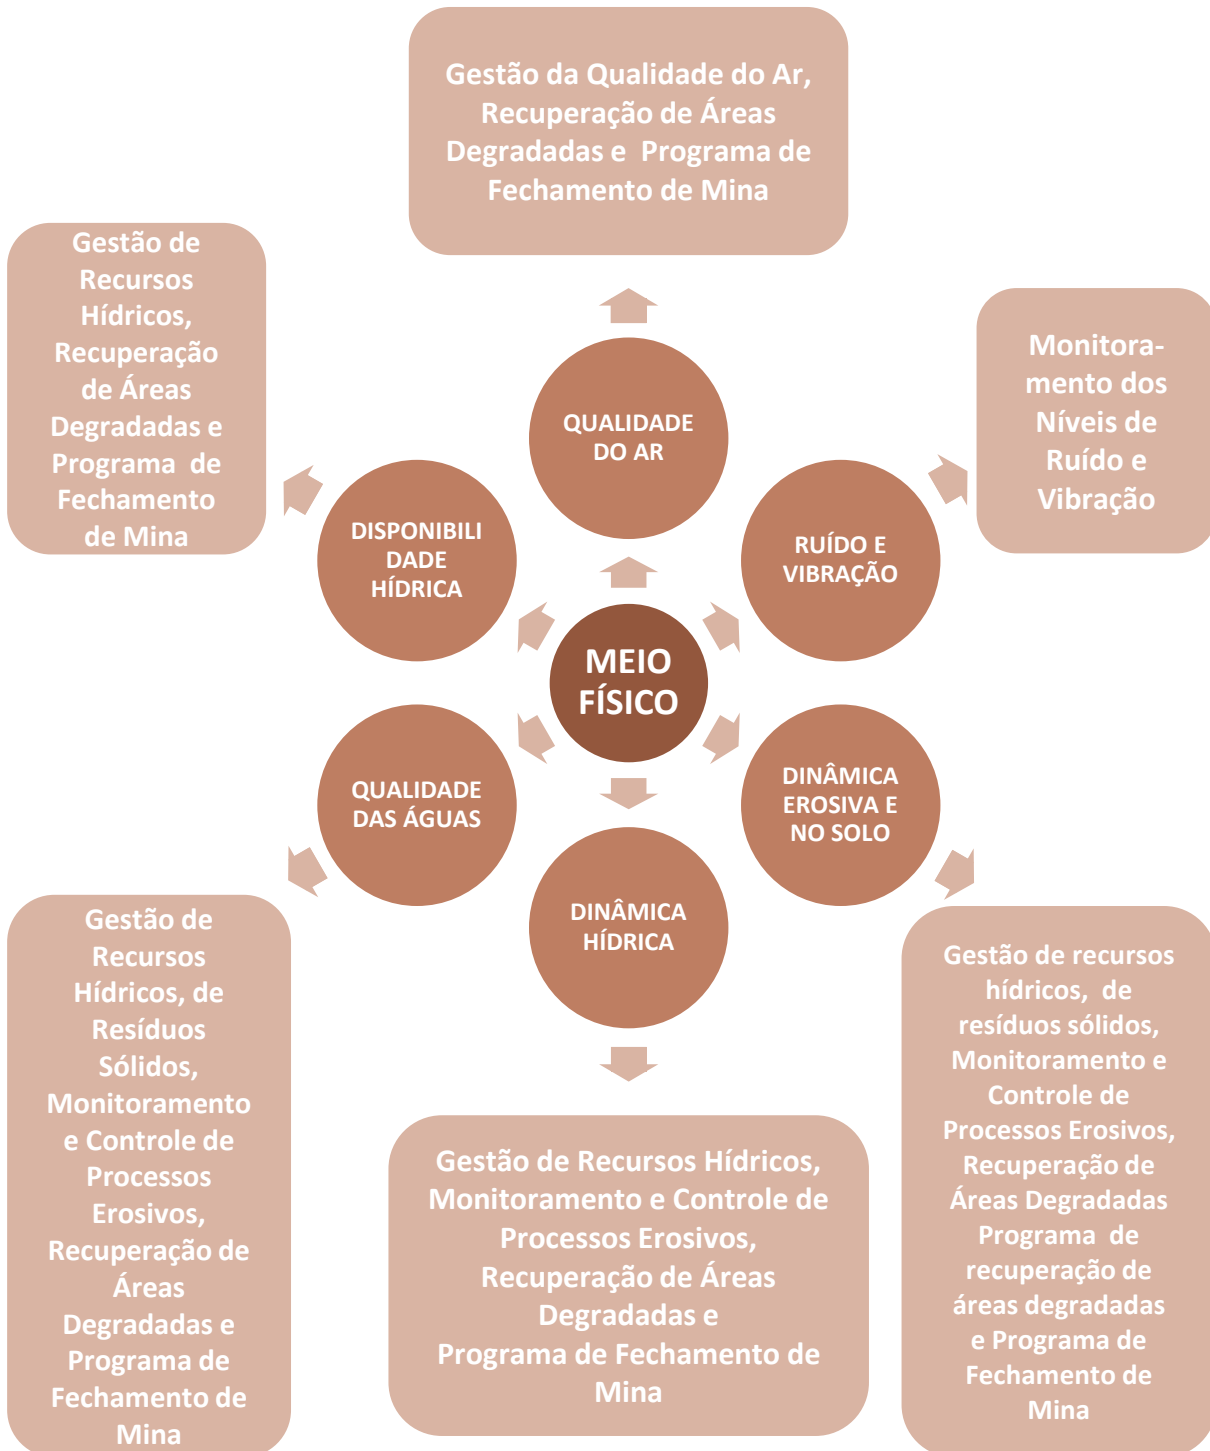 Gestão da Qualidade do Ar,
Recuperação de Áreas
Degradadas e Programa de
Fechamento de Mina
Gestão de
Recursos
Hídricos,
Recuperação
de Áreas
Degradadas e
Programa de
Fechamento
de Mina
Monitora-
mento dos
Níveis de
Ruído e
Vibração
QUALIDADE
DO AR
DISPONIBILI
DADE
HÍDRICA
RUÍDO E
VIBRAÇÃO
MEIO
FÍSICO
QUALIDADE
DAS ÁGUAS
DINÂMICA
EROSIVA E
NO SOLO
DINÂMICA
HÍDRICA
Gestão de
Recursos
Hídricos, de
Resíduos
Sólidos,
Monitoramento
e Controle de
Processos
Erosivos,
Recuperação de
Áreas
Degradadas e
Programa de
Fechamento de
Mina
Gestão de Recursos Hídricos,
Monitoramento e Controle de
Processos Erosivos,
Recuperação de Áreas
Degradadas e
Programa de Fechamento de
Mina
Gestão de recursos
hídricos, de
resíduos sólidos,
Monitoramento e
Controle de
Processos Erosivos,
Recuperação de
Áreas Degradadas
Programa de
recuperação de
áreas degradadas
e Programa de
Fechamento de
Mina